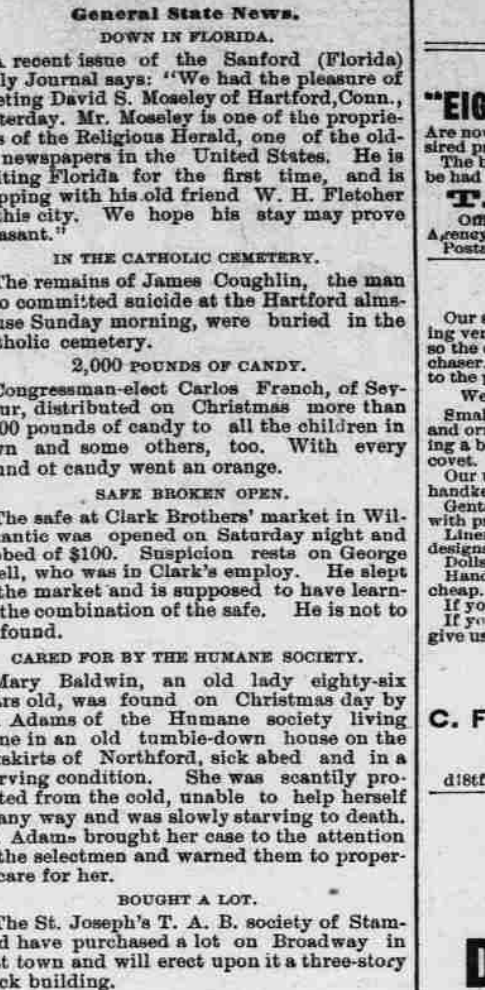 General State News.
DOWN IN FLORIDA.
recent issue of the Sanford (Florida)
ly Journal says: "We had the pleasure of
eting David S. Moseley of Hartford, Conn.,
terday. Mr. Moseley is one of the proprie-
s of the Religious Herald, one of the old-
newspapers in the United States. He is
iting Florida for the first time, and is
pping with his old friend W. H. Fletcher
this city. We hope his stay may prove
asant."
IN THE CATHOLIC CEMETERY.
The remains of James Coughlin, the man
o committed suicide at the Hartford alms-
use Sunday morning, were buried in the
tholic cemetery.
2,000 POUNDS OF CANDY.
Congressman-elect Carlos French, of Sey-
ur, distributed on Christmas more than
00 pounds of candy to all the children in
vn and some others, too. With every
und of candy went an orange.
SAFE BROKEN OPEN.
The safe at Clark Brothers' market in Wil-
antic was opened on Saturday night and
bed of $100. Suspicion rests on George
ell, who was in Clark's employ. He slept
the market and is supposed to have learn-
the combination of the safe. He is not to
found.
CARED FOR BY THE HUMANE SOCIETY.
Mary Baldwin, an old lady eighty-six
ars old, was found on Christmas day by
Adams of the Humane society living
ne in an old tumble-down house on the
tskirts of Northford, sick abed and in a
rving condition. She was scantily pro-
ted from the cold, unable to help herself
any way and was slowly starving to death.
Adams brought her case to the attention
the selectmen and warned them to proper-
care for her.
BOUGHT A LOT.
The St. Joseph's T. A. B. society of Stam-
d have purchased a lot on Broadway in
t town and will erect upon it a three-story
ck building.
"EIG
Are now
sired pr
The b
be had
T.
Offi
Agency
Posta
Our s
ing ver
so the
chaser.
to the p
We
Smal
and orn
ing a b
covet.
Our
handke
Gent
with pr
Linen
designs
Dolls
Hand
cheap.
If yo
If yo
give us
C. F
d18tf